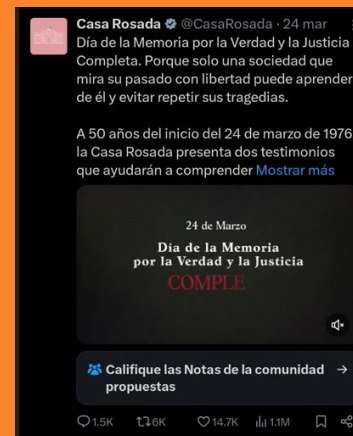 Casa Rosada @CasaRosada · 24 mar
Día de la Memoria por la Verdad y la Justicia
Completa. Porque solo una sociedad que
mira su pasado con libertad puede aprender
de él y evitar repetir sus tragedias.
A 50 años del inicio del 24 de marzo de 1976
la Casa Rosada presenta dos testimonios
que ayudarán a comprender Mostrar más
24 de Marzo
Día de la Memoria
por la Verdad y la Justicia
COMPLE
Califique las Notas de la comunidad →
propuestas
1.5K 6K 14.7K 1.1M